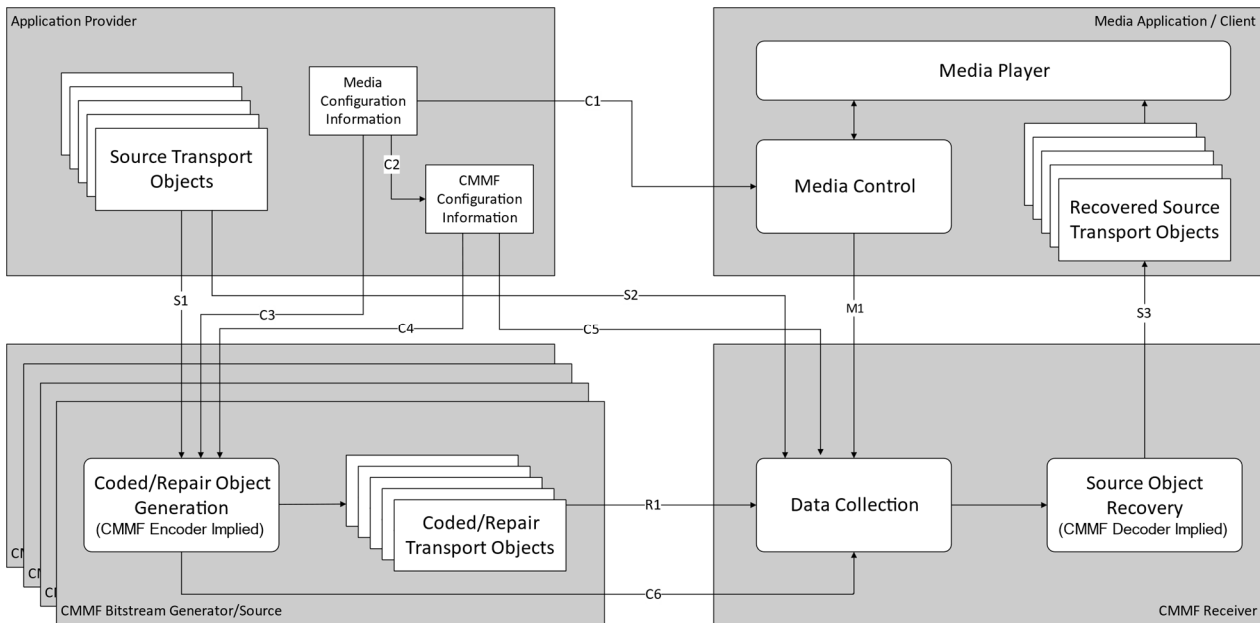 Application Provider
Media Application / Client
Media Player
Media
Configuration
Information
C1
Source Transport
Objects
C2
CMMF
Configuration
Information
Media Control
Recovered Source
Transport Objects
S1
S2
C3
C4
C5
M1
S3
Coded/Repair Object
Generation
(CMMF Encoder Implied)
Coded/Repair
Transport Objects
R1
Data Collection
Source Object
Recovery
(CMMF Decoder Implied)
C6
CMMF Bitstream Generator/Source
CMMF Receiver